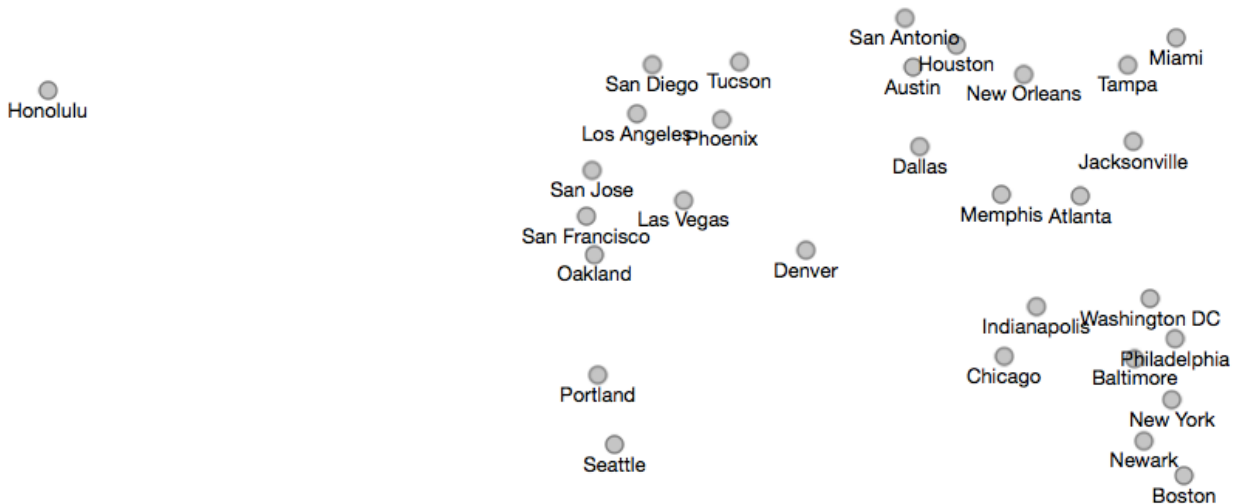 San Antonio
Miami
Houston
San Diego
Tucson
Austin
New Orleans
Tampa
Honolulu
Los Angeles
Phoenix
Dallas
Jacksonville
San Jose
Memphis
Atlanta
Las Vegas
San Francisco
Oakland
Denver
Indianapolis
Washington DC
Philadelphia
Chicago
Baltimore
Portland
New York
Seattle
Newark
Boston